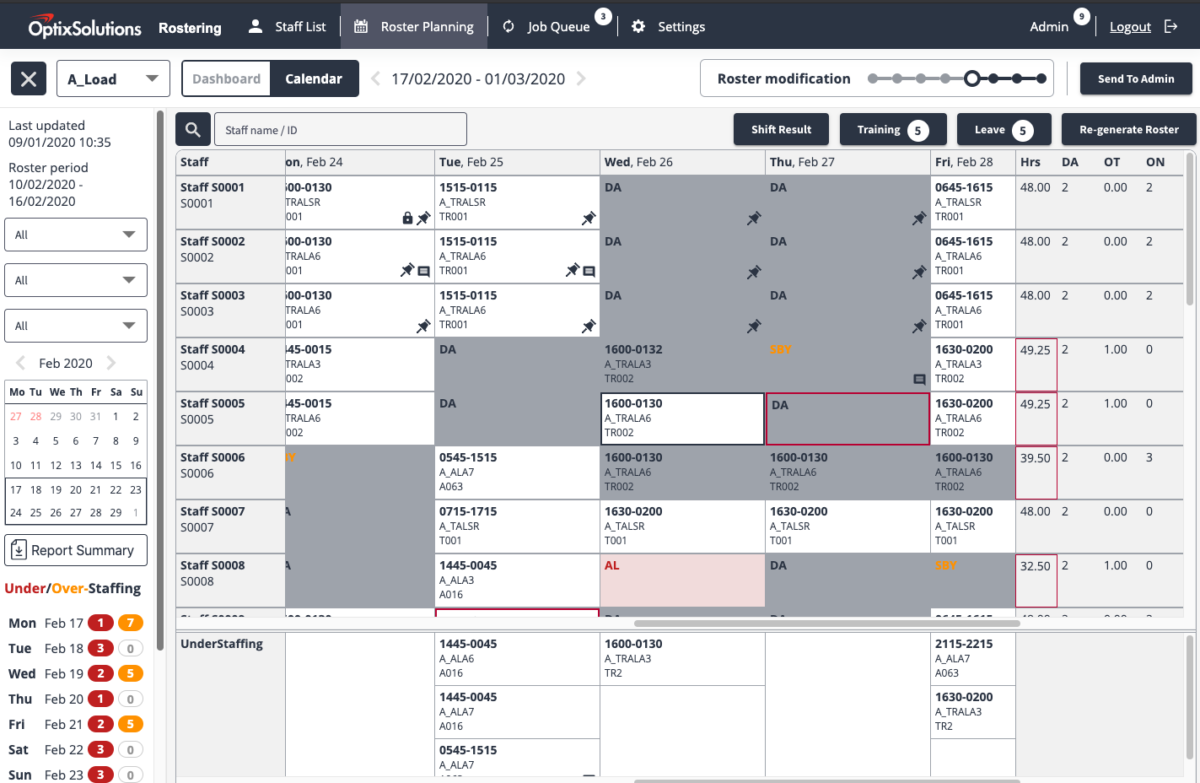 OptixSolutions Rostering Staff List Roster Planning Job Queue 3 Settings Admin 9 Logout
A_Load Dashboard Calendar 17/02/2020 - 01/03/2020 Roster modification Send To Admin
Last updated
09/01/2020 10:35
Roster period
10/02/2020 -
16/02/2020
All
All
All
Feb 2020
Mo Tu We Th Fr Sa Su
27 28 29 30 31 1 2
3 4 5 6 7 8 9
10 11 12 13 14 15 16
17 18 19 20 21 22 23
24 25 26 27 28 29 1
Report Summary
Under/Over-Staffing
Mon Feb 17 1 7
Tue Feb 18 3 0
Wed Feb 19 2 5
Thu Feb 20 1 0
Fri Feb 21 2 5
Sat Feb 22 3 0
Sun Feb 23 3 0
Staff name / ID Shift Result Training 5 Leave 5 Re-generate Roster
Staff on, Feb 24 Tue, Feb 25 Wed, Feb 26 Thu, Feb 27 Fri, Feb 28 Hrs DA OT ON
Staff S0001 00-0130 1515-0115 DA DA 0645-1615 48.00 2 0.00 2
S0001 TRALSR A_TRALSR A_TRALSR
001 TR001 TR001
Staff S0002 00-0130 1515-0115 DA DA 0645-1615 48.00 2 0.00 2
S0002 TRALA6 A_TRALA6 A_TRALA6
001 TR001 TR001
Staff S0003 00-0130 1515-0115 DA DA 0645-1615 48.00 2 0.00 2
S0003 TRALA6 A_TRALA6 A_TRALA6
001 TR001 TR001
Staff S0004 45-0015 DA 1600-0132 SBY 1630-0200 49.25 2 1.00 0
S0004 TRALA3 A_TRALA3 A_TRALA3
002 TR002 TR002
Staff S0005 45-0015 DA 1600-0130 DA 1630-0200 49.25 2 1.00 0
S0005 TRALA6 A_TRALA6 A_TRALA6
002 TR002 TR002
Staff S0006 Y 0545-1515 1600-0130 1600-0130 1600-0130 39.50 2 0.00 3
S0006 A_ALA7 A_TRALA6 A_TRALA6 A_TRALA6
A063 TR002 TR002 TR002
Staff S0007 A 0715-1715 1630-0200 1630-0200 1630-0200 48.00 2 0.00 0
S0007 A_TALSR A_TALSR A_TALSR A_TALSR
T001 T001 T001 T001
Staff S0008 A 1445-0045 AL DA SBY 32.50 2 1.00 0
S0008 A_ALA3
A016
UnderStaffing 1445-0045 1600-0130 2115-2215
A_ALA6 A_TRALA3 A_ALA7
A016 TR2 A063
1445-0045 1630-0200
A_ALA7 A_TRALA3
A016 TR2
0545-1515
A_ALA7